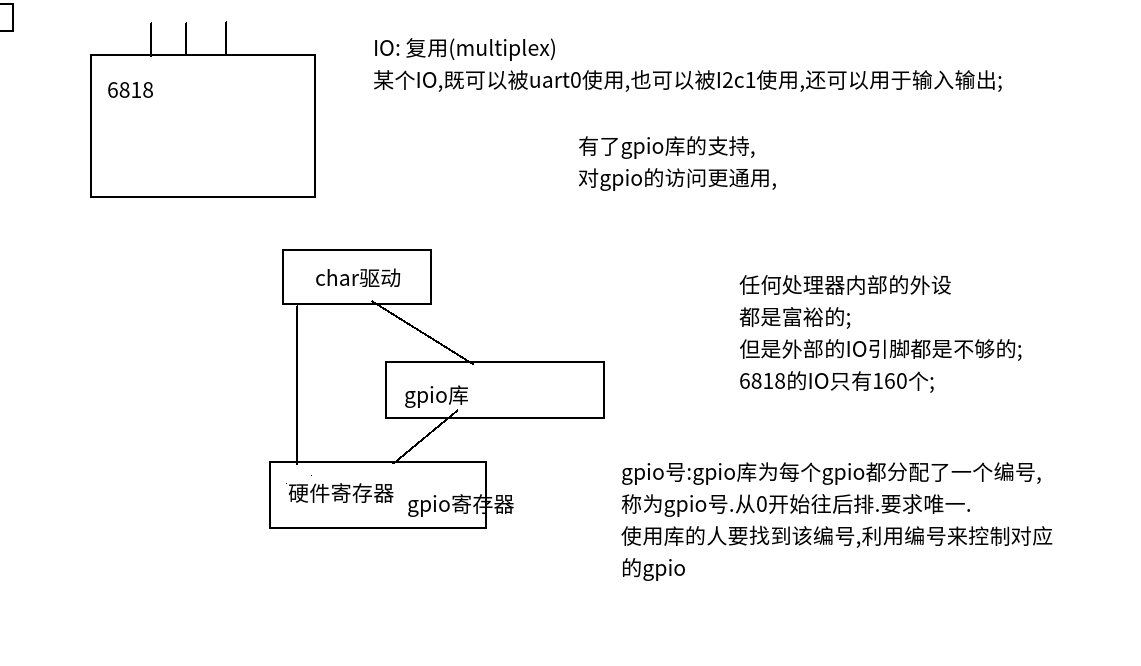 IO: 复用(multiplex)
某个IO,既可以被uart0使用,也可以被I2c1使用,还可以用于输入输出;
6818
有了gpio库的支持,
对gpio的访问更通用,
char驱动
任何处理器内部的外设
都是富裕的;
但是外部的IO引脚都是不够的;
6818的IO只有160个;
gpio库
硬件寄存器
gpio寄存器
gpio号:gpio库为每个gpio都分配了一个编号,
称为gpio号.从0开始往后排.要求唯一.
使用库的人要找到该编号,利用编号来控制对应
的gpio